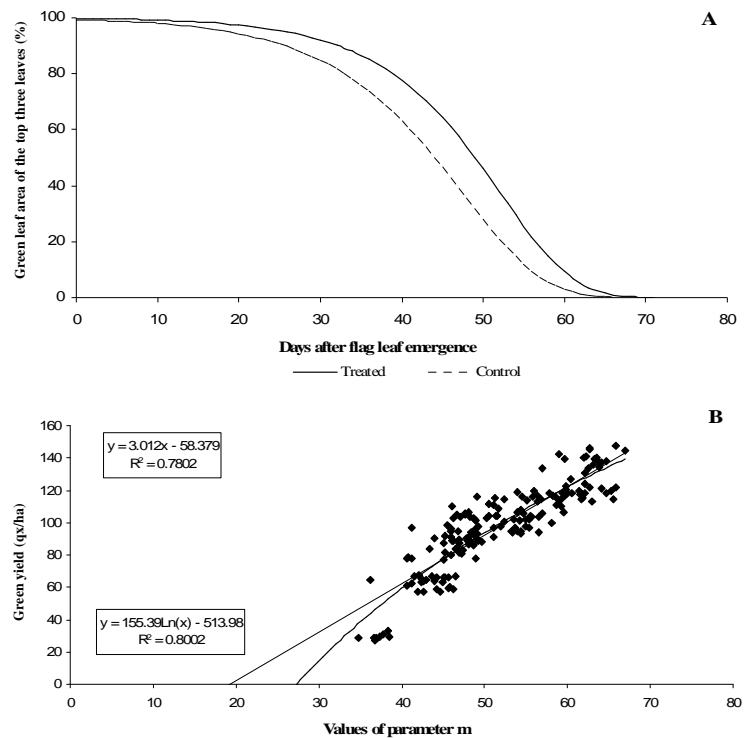 A
Green leaf area of the top three leaves (%)
100
80
60
40
20
0
0 10 20 30 40 50 60 70 80
Days after flag leaf emergence
Treated Control
B
Green yield (qx/ha)
160
140
120
100
80
60
40
20
0
y = 3.012x - 58.379
R² = 0.7802
y = 155.39Ln(x) - 513.98
R² = 0.8002
0 10 20 30 40 50 60 70 80
Values of parameter m